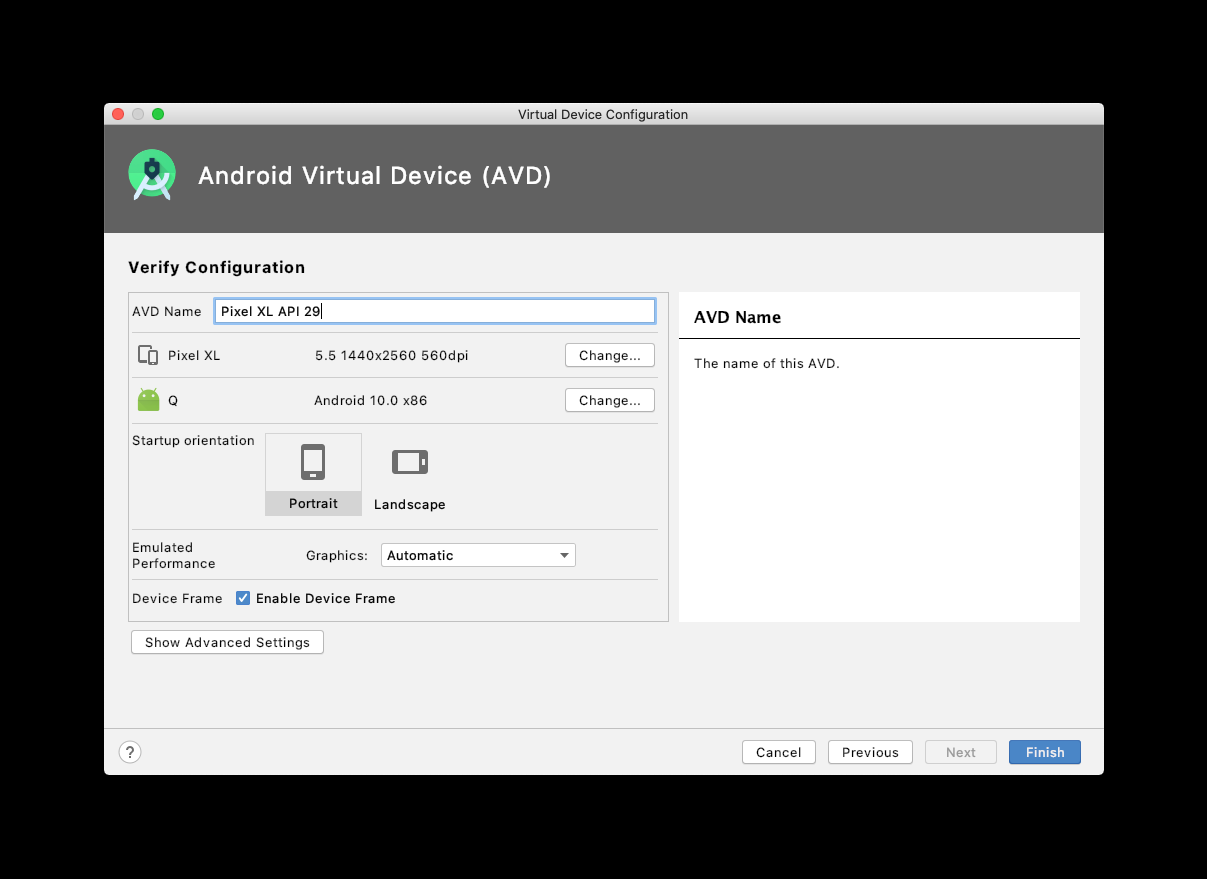 Virtual Device Configuration
Android Virtual Device (AVD)
Verify Configuration
AVD Name Pixel XL API 29
Pixel XL 5.5 1440x2560 560dpi Change...
Q Android 10.0 x86 Change...
Startup orientation
Portrait Landscape
Emulated
Performance Graphics: Automatic
Device Frame Enable Device Frame
Show Advanced Settings
AVD Name
The name of this AVD.
? Cancel Previous Next Finish